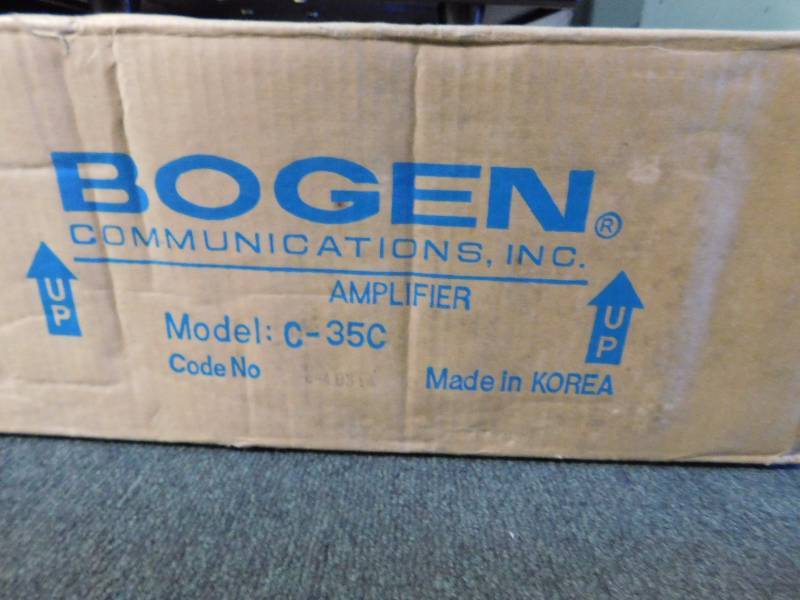 BOGEN®
COMMUNICATIONS, INC.
AMPLIFIER
UP
UP
Model: C-35C
Code No
Made in KOREA